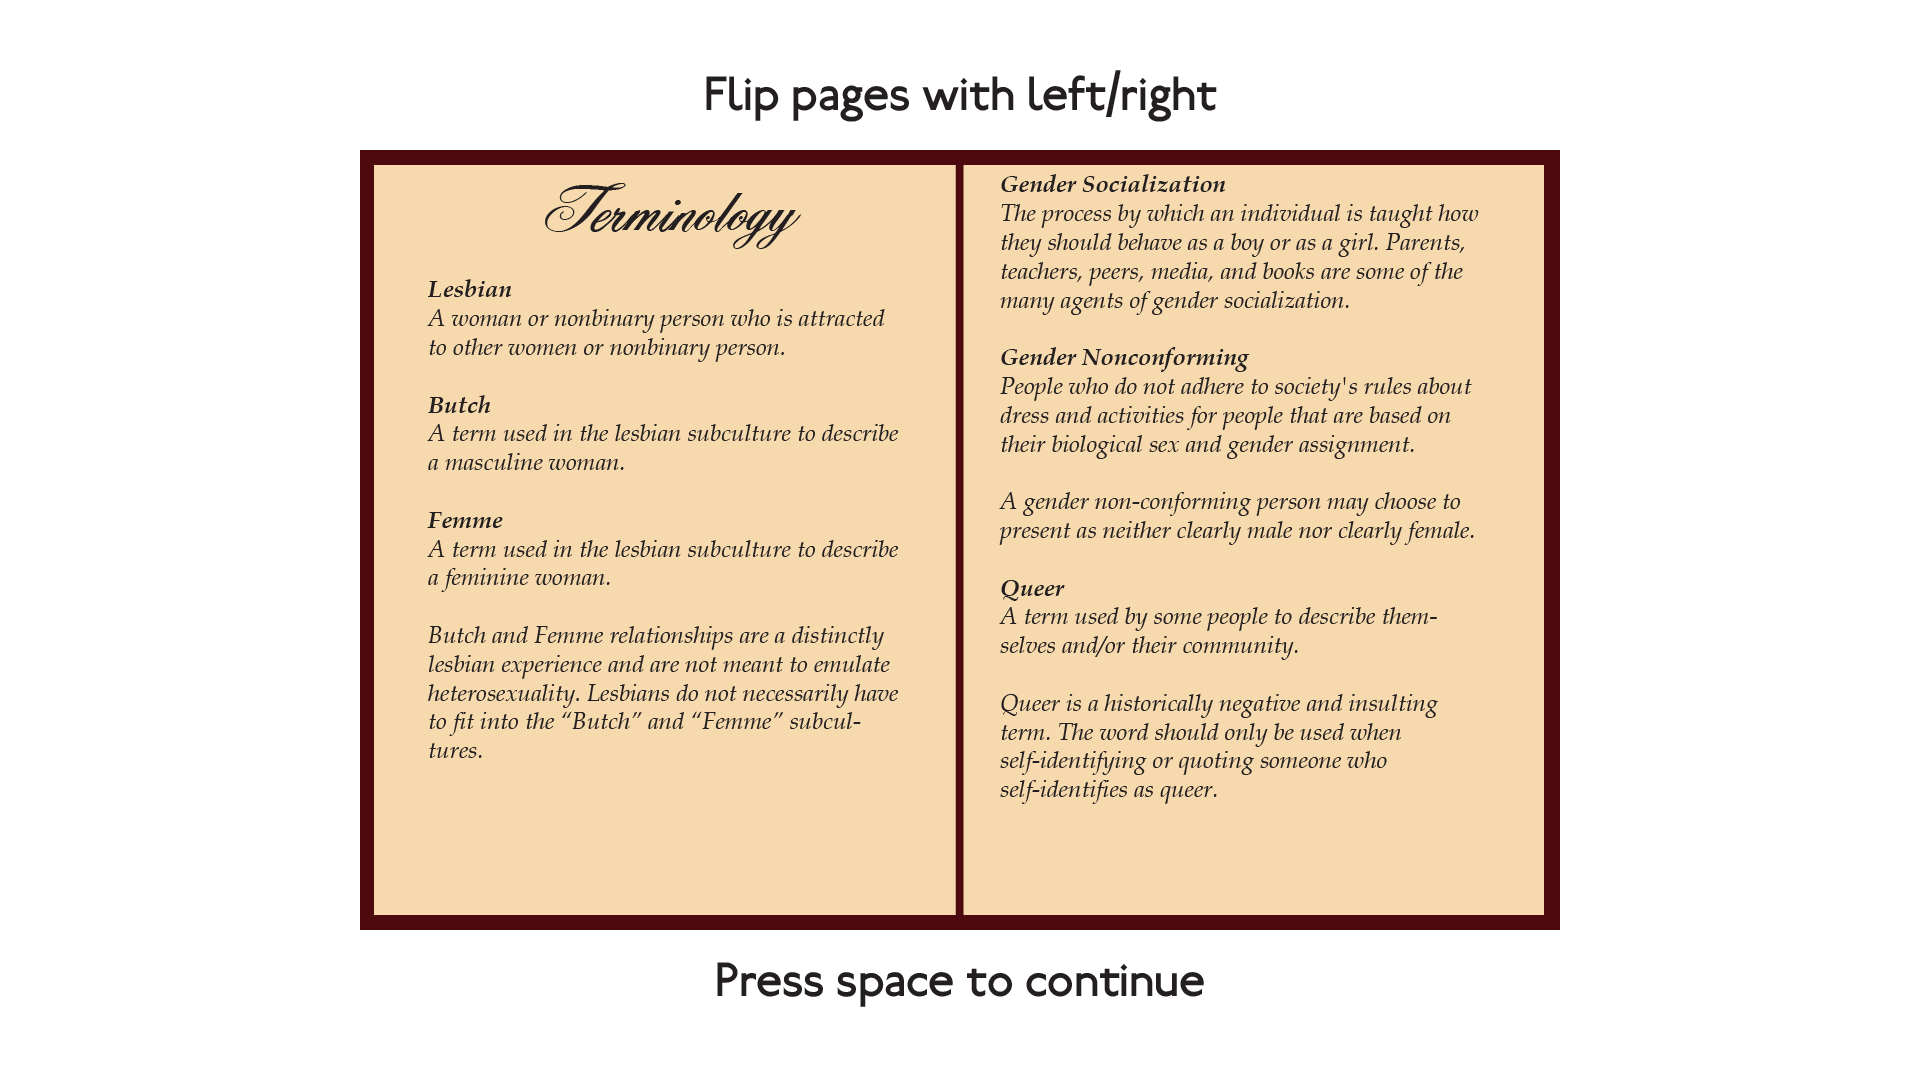 Flip pages with left/right
Terminology
Lesbian
A woman or nonbinary person who is attracted
to other women or nonbinary person.
Butch
A term used in the lesbian subculture to describe
a masculine woman.
Femme
A term used in the lesbian subculture to describe
a feminine woman.
Butch and Femme relationships are a distinctly
lesbian experience and are not meant to emulate
heterosexuality. Lesbians do not necessarily have
to fit into the “Butch” and “Femme” subcul-
tures.
Gender Socialization
The process by which an individual is taught how
they should behave as a boy or as a girl. Parents,
teachers, peers, media, and books are some of the
many agents of gender socialization.
Gender Nonconforming
People who do not adhere to society's rules about
dress and activities for people that are based on
their biological sex and gender assignment.
A gender non-conforming person may choose to
present as neither clearly male nor clearly female.
Queer
A term used by some people to describe them-
selves and/or their community.
Queer is a historically negative and insulting
term. The word should only be used when
self-identifying or quoting someone who
self-identifies as queer.
Press space to continue